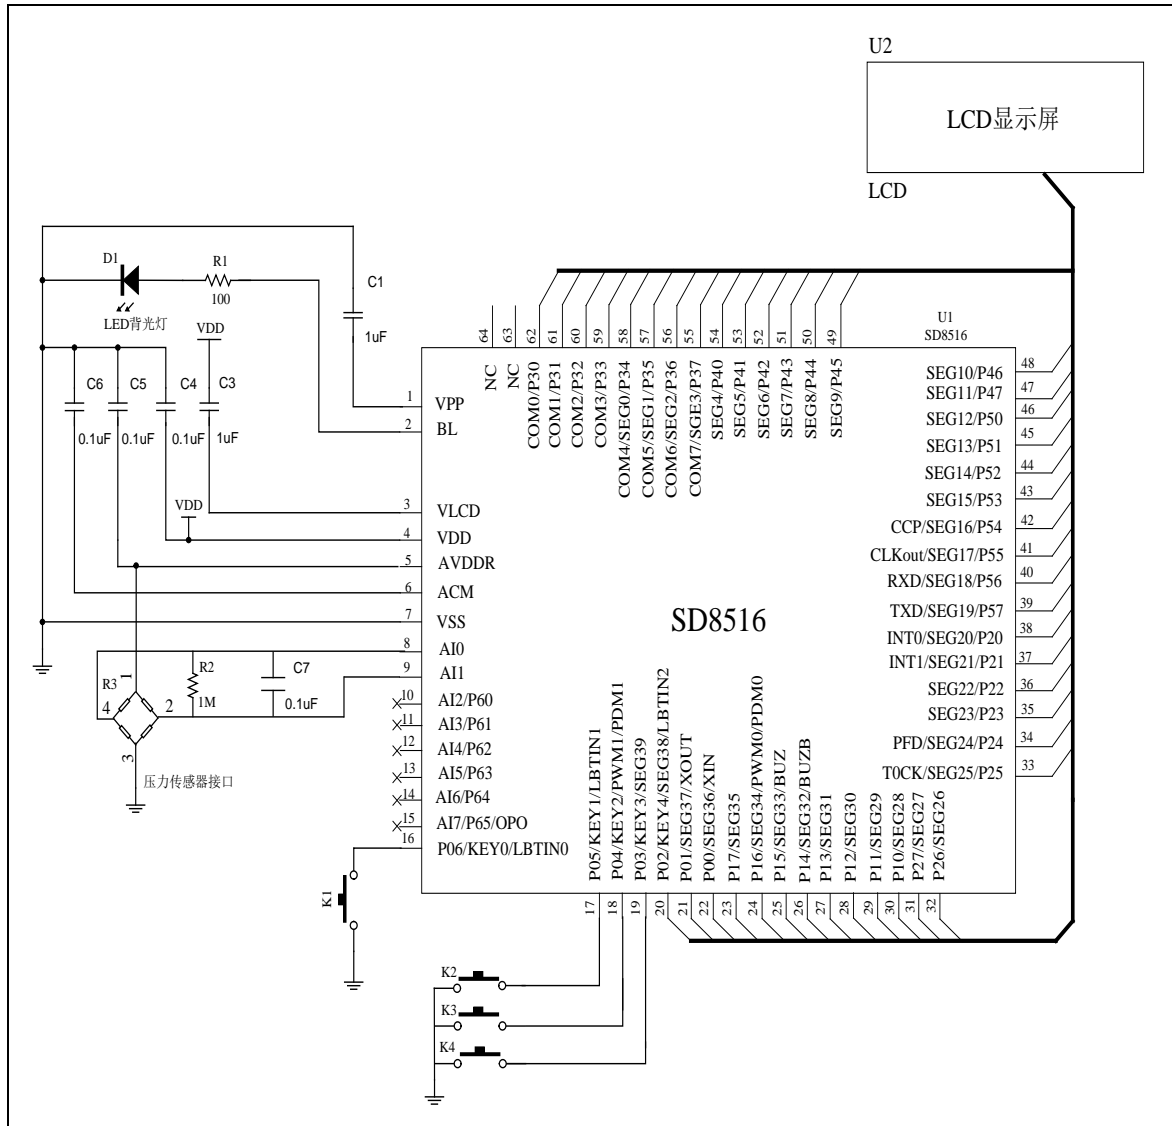 U2
LCD显示屏
LCD
D1
R1
100
LED背光灯
C1
1uF
VDD
C6
C5
C4
C3
0.1uF
0.1uF
0.1uF
1uF
VDD
U1
SD8516
64
63
62
61
60
59
58
57
56
55
54
53
52
51
50
49
NC
NC
COM0/P30
COM1/P31
COM2/P32
COM3/P33
COM4/SEG0/P34
COM5/SEG1/P35
COM6/SEG2/P36
COM7/SGE3/P37
SEG4/P40
SEG5/P41
SEG6/P42
SEG7/P43
SEG8/P44
SEG9/P45
1 VPP
2 BL
3 VLCD
4 VDD
5 AVDDR
6 ACM
7 VSS
8 AI0
9 AI1
10 AI2/P60
11 AI3/P61
12 AI4/P62
13 AI5/P63
14 AI6/P64
15 AI7/P65/OPO
16 P06/KEY0/LBTIN0
SD8516
SEG10/P46 48
SEG11/P47 47
SEG12/P50 46
SEG13/P51 45
SEG14/P52 44
SEG15/P53 43
CCP/SEG16/P54 42
CLKout/SEG17/P55 41
RXD/SEG18/P56 40
TXD/SEG19/P57 39
INT0/SEG20/P20 38
INT1/SEG21/P21 37
SEG22/P22 36
SEG23/P23 35
PFD/SEG24/P24 34
T0CK/SEG25/P25 33
R3
1
2
3
4
R2
1M
C7
0.1uF
压力传感器接口
P05/KEY1/LBTIN1
P04/KEY2/PWM1/PDM1
P03/KEY3/SEG39
P02/KEY4/SEG38/LBTIN2
P01/SEG37/XOUT
P00/SEG36/XIN
P17/SEG35
P16/SEG34/PWM0/PDM0
P15/SEG33/BUZ
P14/SEG32/BUZB
P13/SEG31
P12/SEG30
P11/SEG29
P10/SEG28
P27/SEG27
P26/SEG26
17
18
19
20
21
22
23
24
25
26
27
28
29
30
31
32
K1
K2
K3
K4